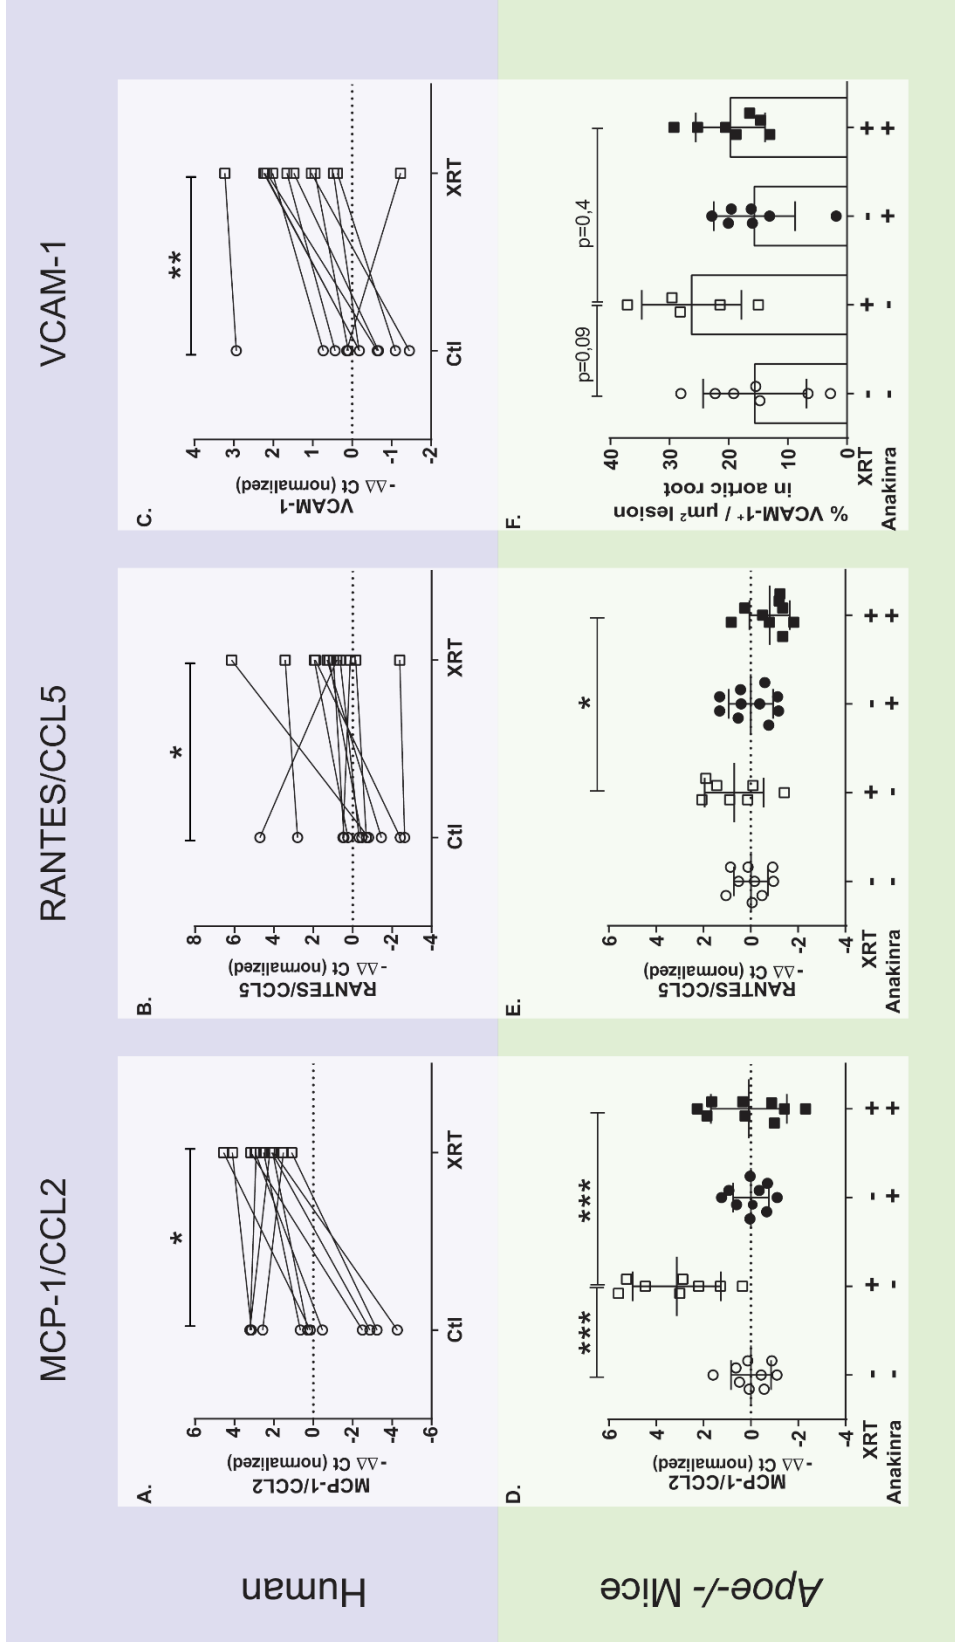 MCP-1/CCL2
RANTES/CCL5
VCAM-1
Human
Apoe-/- Mice
A.
MCP-1/CCL2
-ΔΔ Ct (normalized)
6
4
2
0
-2
-4
-6
*
Ctl
XRT
B.
RANTES/CCL5
-ΔΔ Ct (normalized)
8
6
4
2
0
-2
-4
*
Ctl
XRT
C.
VCAM-1
-ΔΔ Ct (normalized)
4
3
2
1
0
-1
-2
**
Ctl
XRT
D.
MCP-1/CCL2
-ΔΔ Ct (normalized)
6
4
2
0
-2
-4
***
***
XRT - + - +
Anakinra - - + +
E.
RANTES/CCL5
-ΔΔ Ct (normalized)
6
4
2
0
-2
-4
*
XRT - + - +
Anakinra - - + +
F.
% VCAM-1+ / µm² lesion
in aortic root
40
30
20
10
0
p=0,09
p=0,4
XRT - + - +
Anakinra - - + +